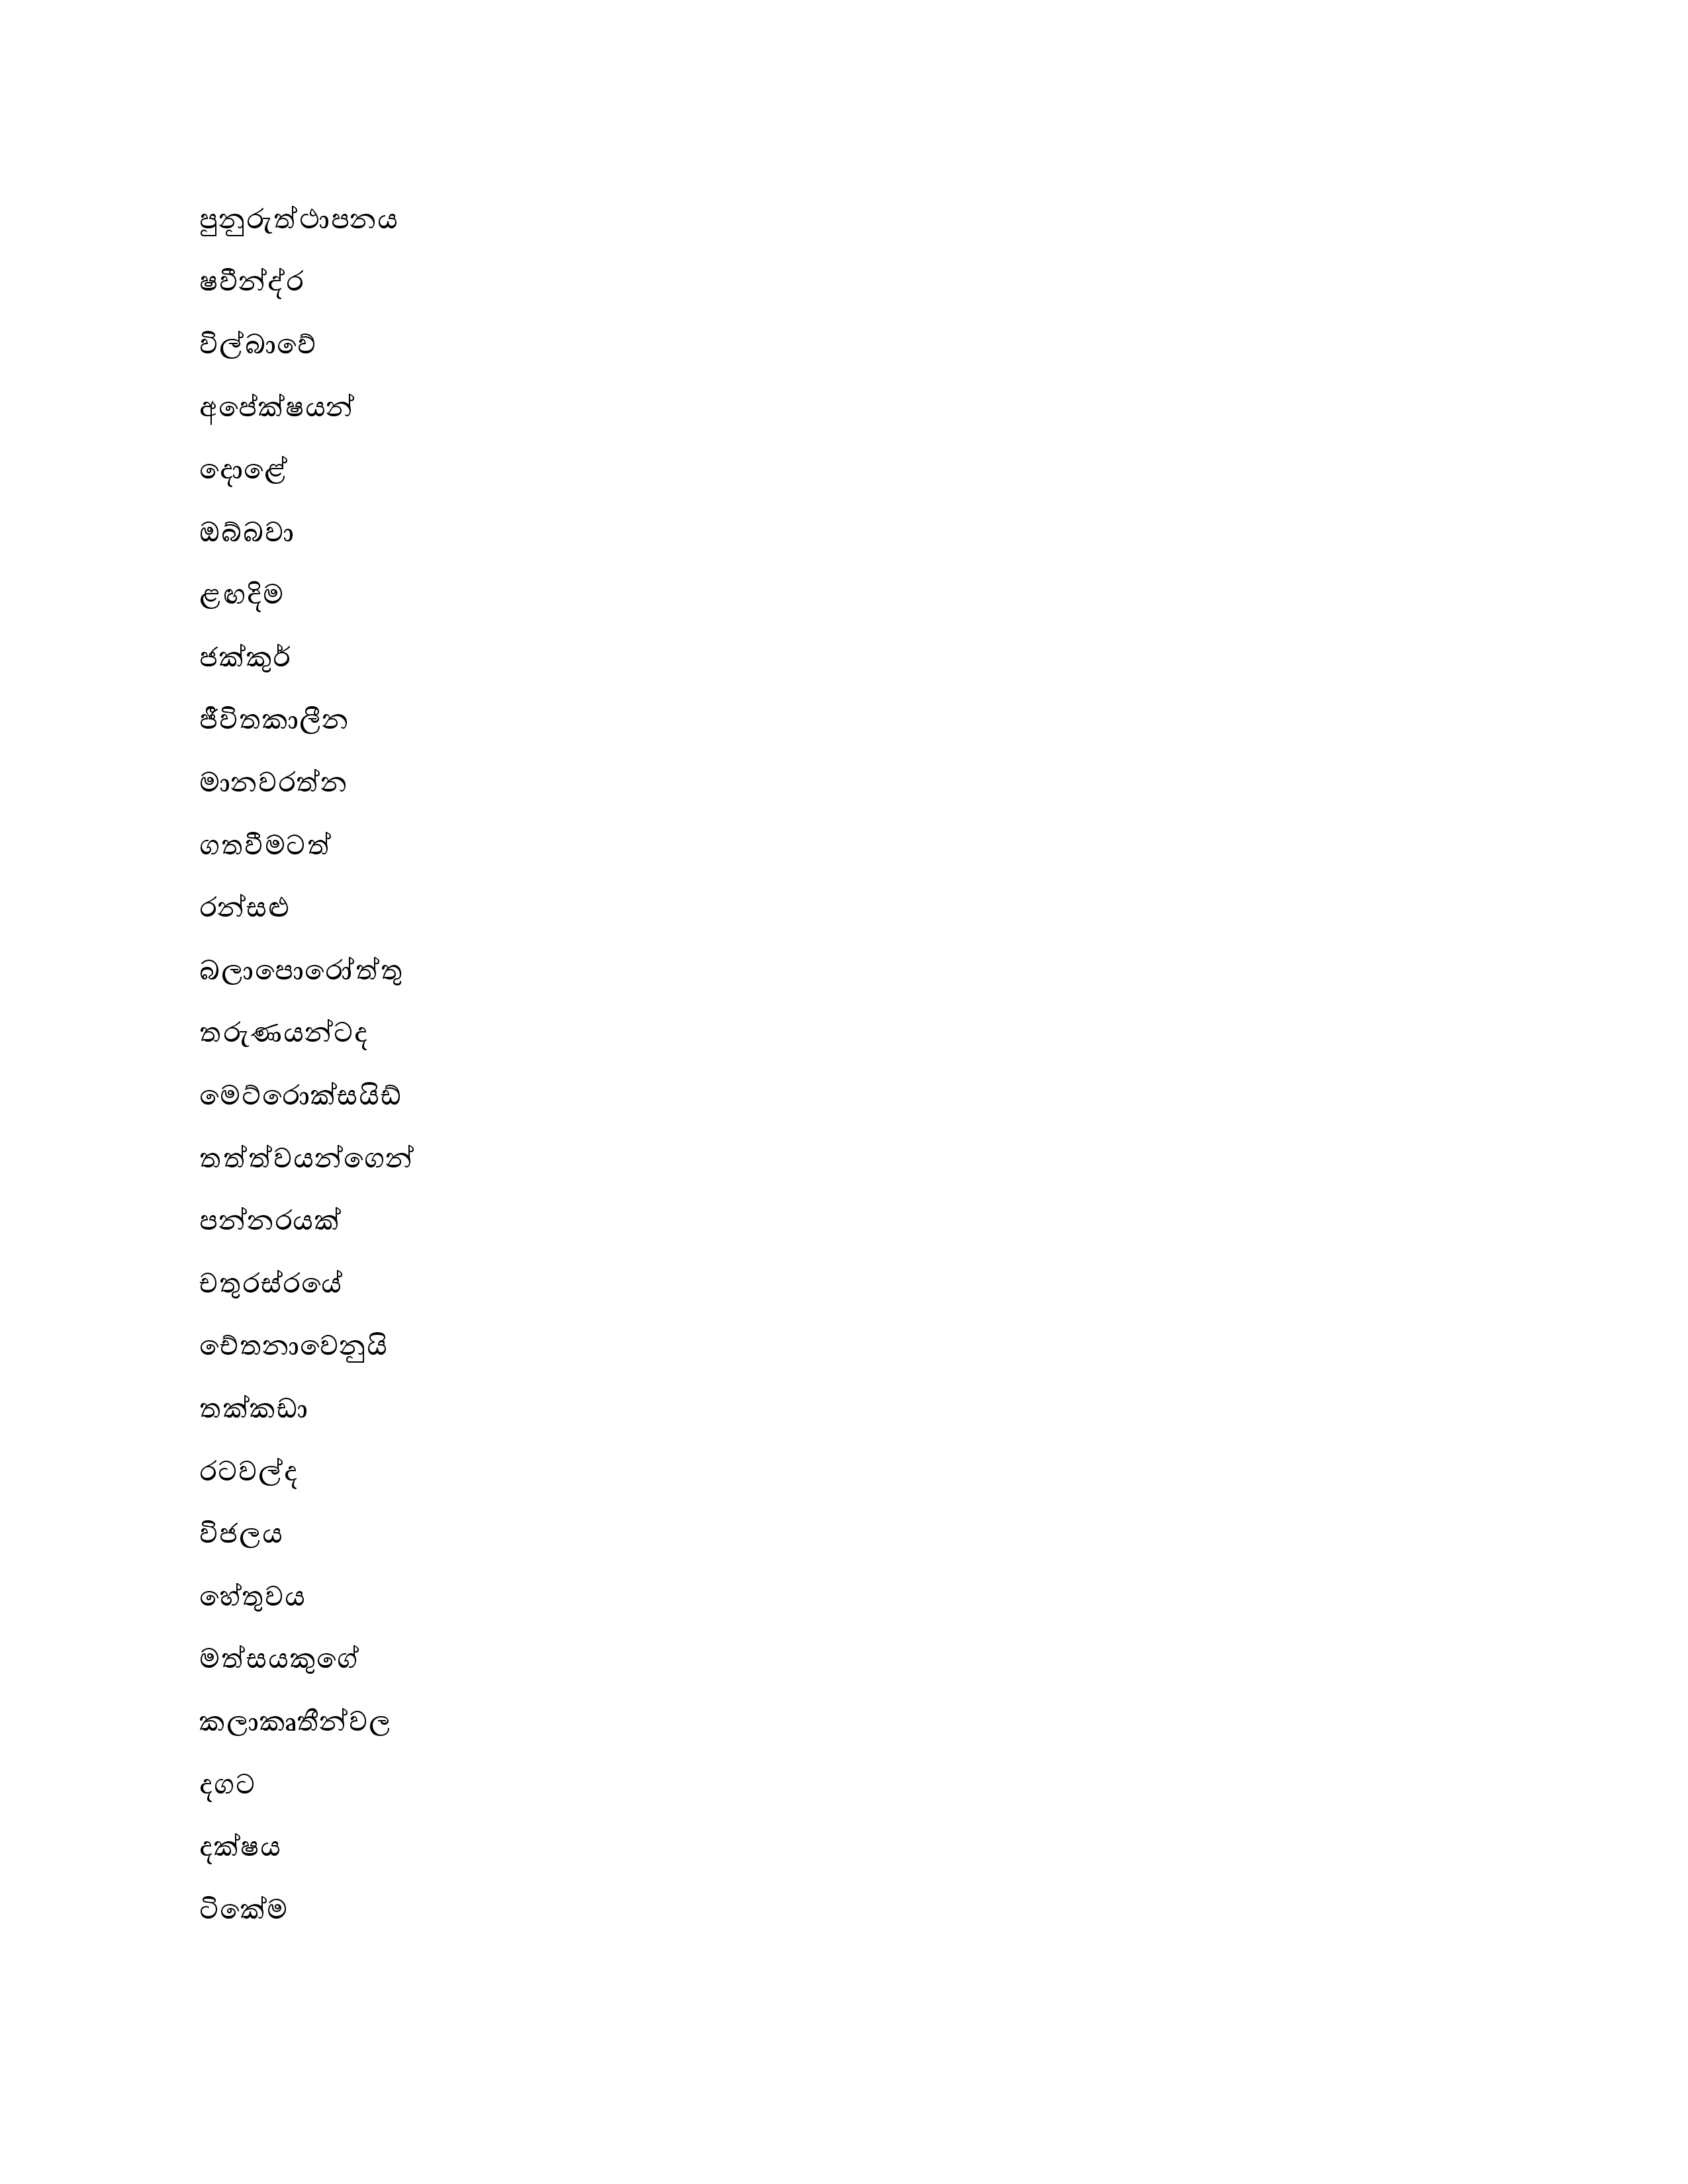 පුනුරුත්ථාපනය
ෂවීන්ද්ර
විල්බාවේ
අපේක්ෂයන්
දොළේ
ඔබ්බවා
ළඟදිම
ජක්කුර්
ජීවිතකාලීන
මානවරත්න
ගතවීමටත්
රන්සළු
බලාපොරෝත්තු
තරුණයන්ටද
මෙට්රොක්සයිඩ්
තත්ත්වයන්ගෙන්
පන්නරයක්
චතුරස්රයේ
චේතනාවෙනුයි
තක්කඩා
රටවල්ද
විජලය
හේතුවය
මත්සයකුගේ
කලාකෘතීන්වල
දගට
දක්ෂය
ටිකේම